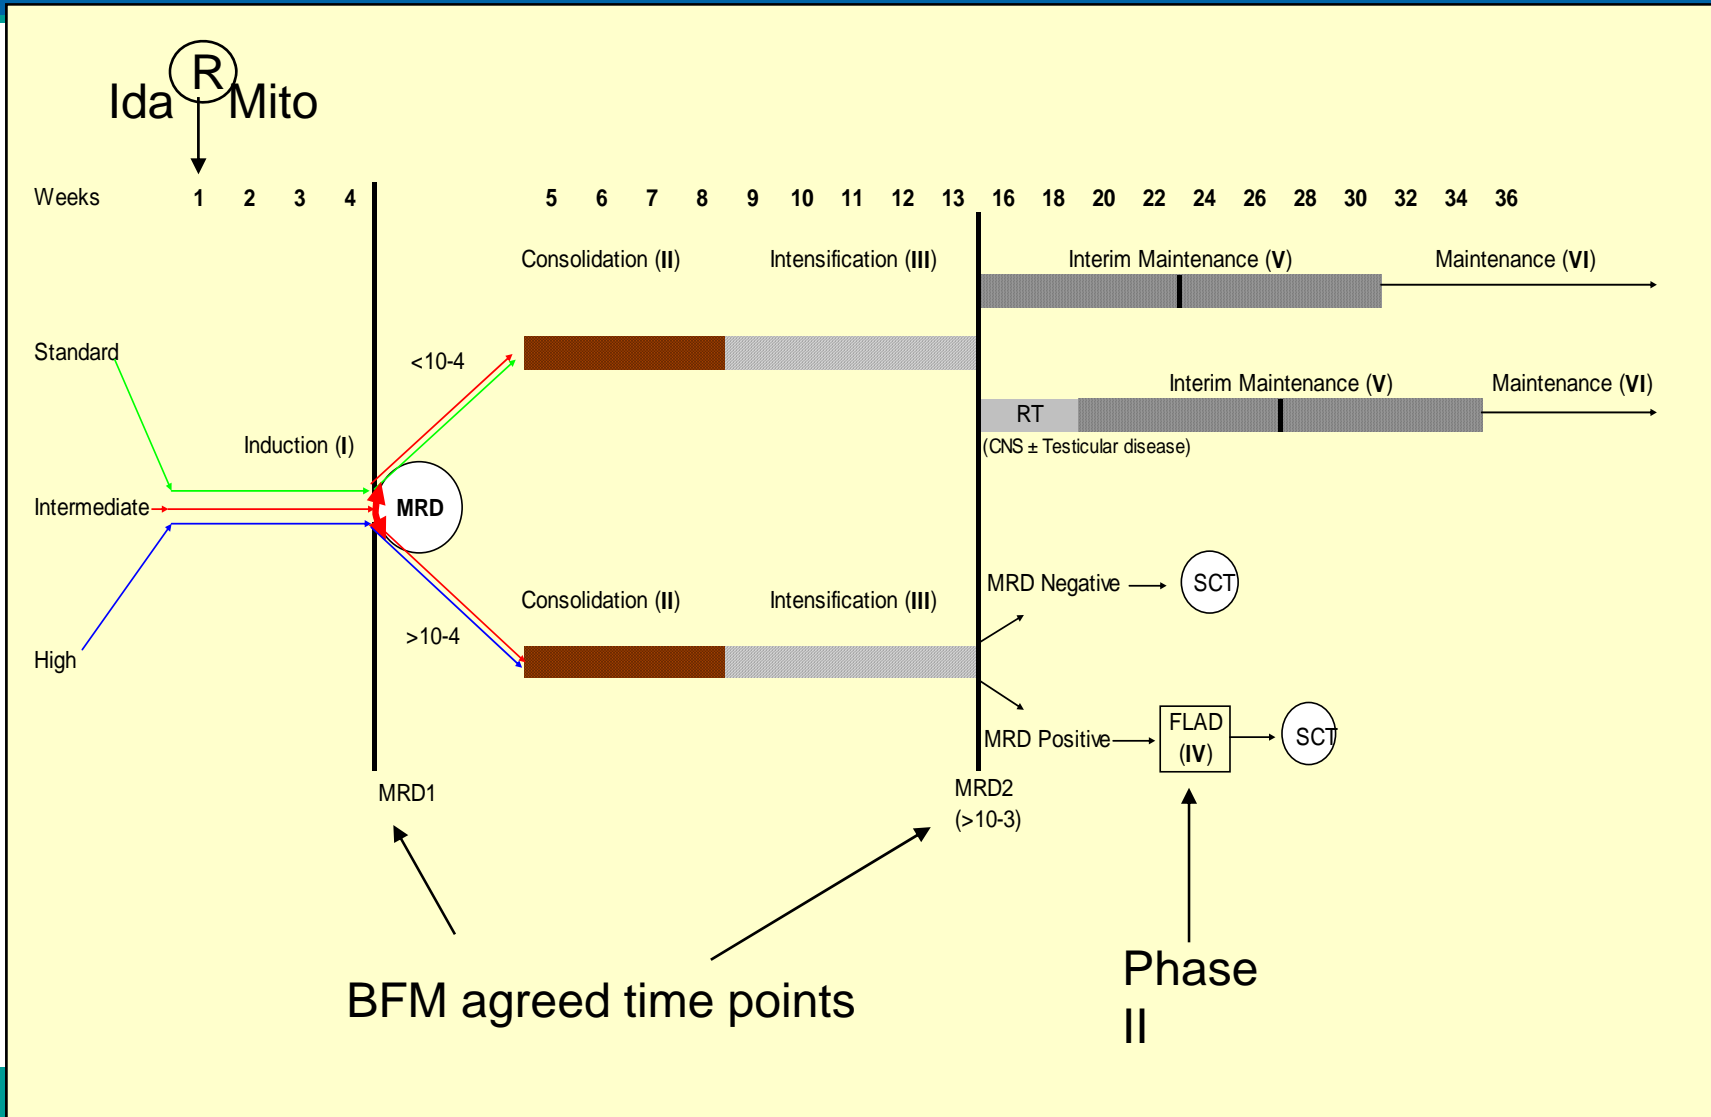 R
Ida Mito
Weeks 1 2 3 4 5 6 7 8 9 10 11 12 13 16 18 20 22 24 26 28 30 32 34 36
Consolidation (II) Intensification (III) Interim Maintenance (V) Maintenance (VI)
Standard
<10-4
Interim Maintenance (V) Maintenance (VI)
RT
(CNS ± Testicular disease)
Induction (I)
Intermediate
MRD
MRD Negative
SCT
Consolidation (II) Intensification (III)
>10-4
High
MRD Positive
FLAD
(IV)
SCT
MRD1
MRD2
(>10-3)
BFM agreed time points
Phase
II